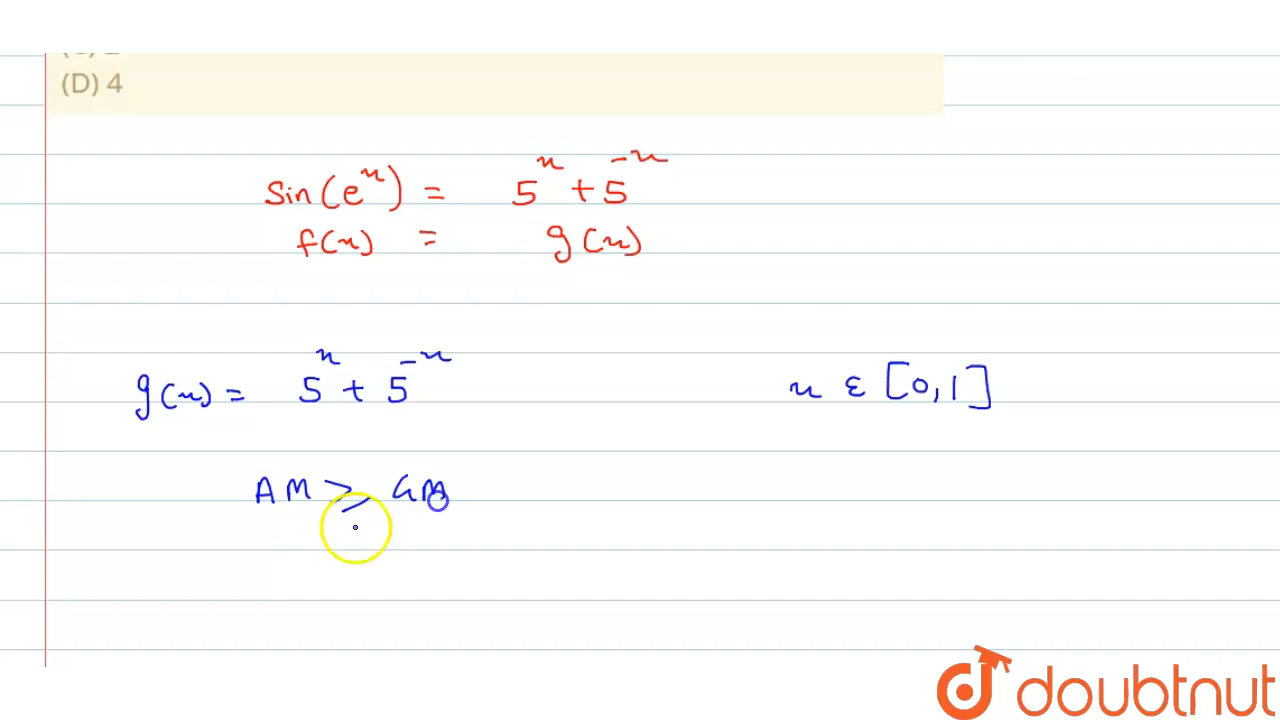 (D) 4
sin(e^x) = 5^x + 5^-x
f(x) = g(x)
g(x) = 5^x + 5^-x x ε [0,1]
AM ≥ GM
doubtnut